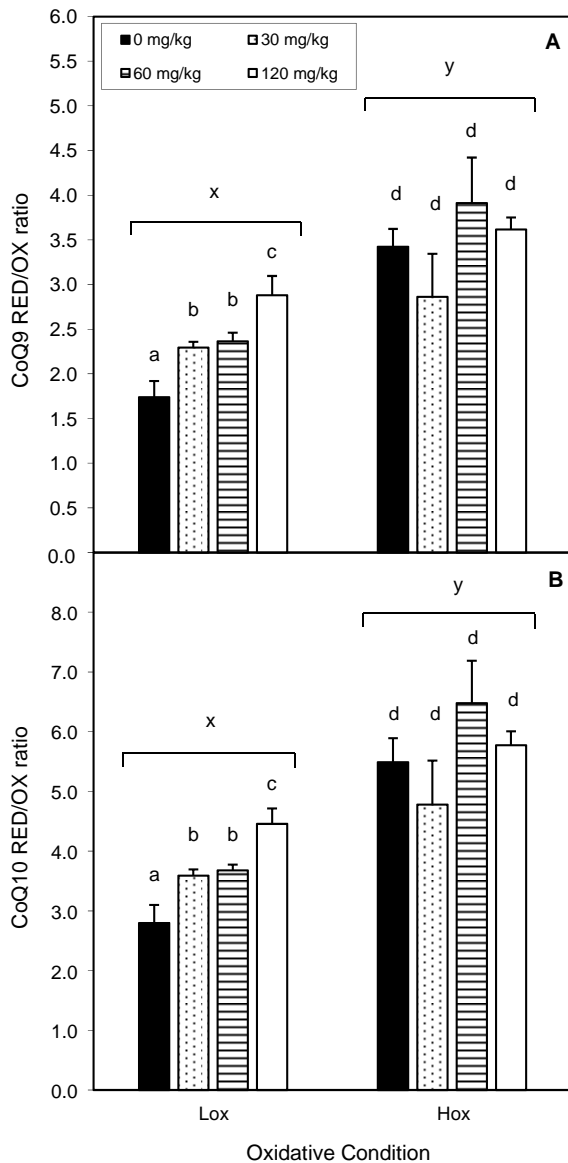 6.0
5.5
5.0
4.5
4.0
3.5
3.0
2.5
2.0
1.5
1.0
0.5
0.0
CoQ9 RED/OX ratio
0 mg/kg 30 mg/kg
60 mg/kg 120 mg/kg
A
x
y
a b b c
d d d d
8.0
7.0
6.0
5.0
4.0
3.0
2.0
1.0
0.0
CoQ10 RED/OX ratio
B
x
y
a b b c
d d d d
Lox Hox
Oxidative Condition